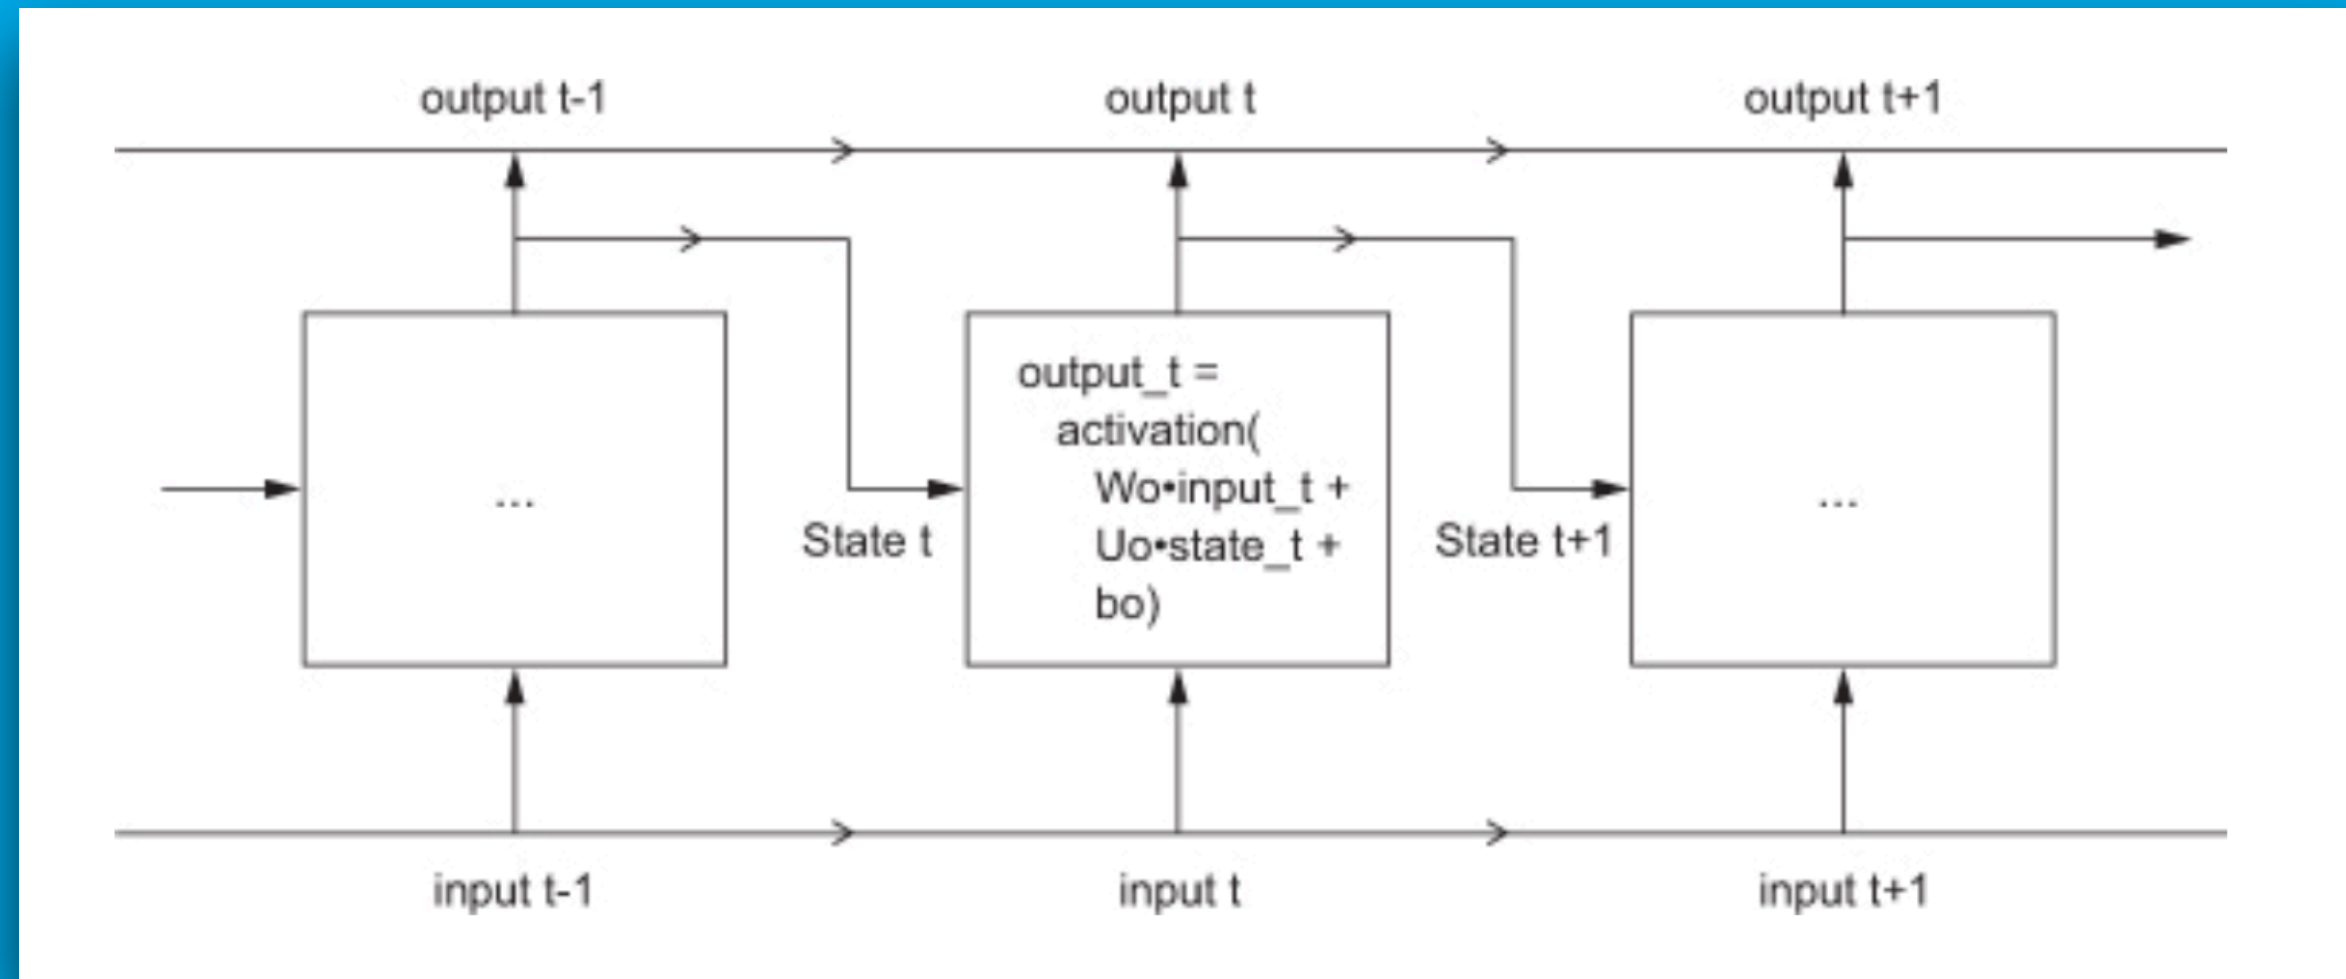 output t-1
output t
output t+1
...
output_t =
activation(
Wo•input_t +
Uo•state_t +
bo)
...
State t
State t+1
input t-1
input t
input t+1